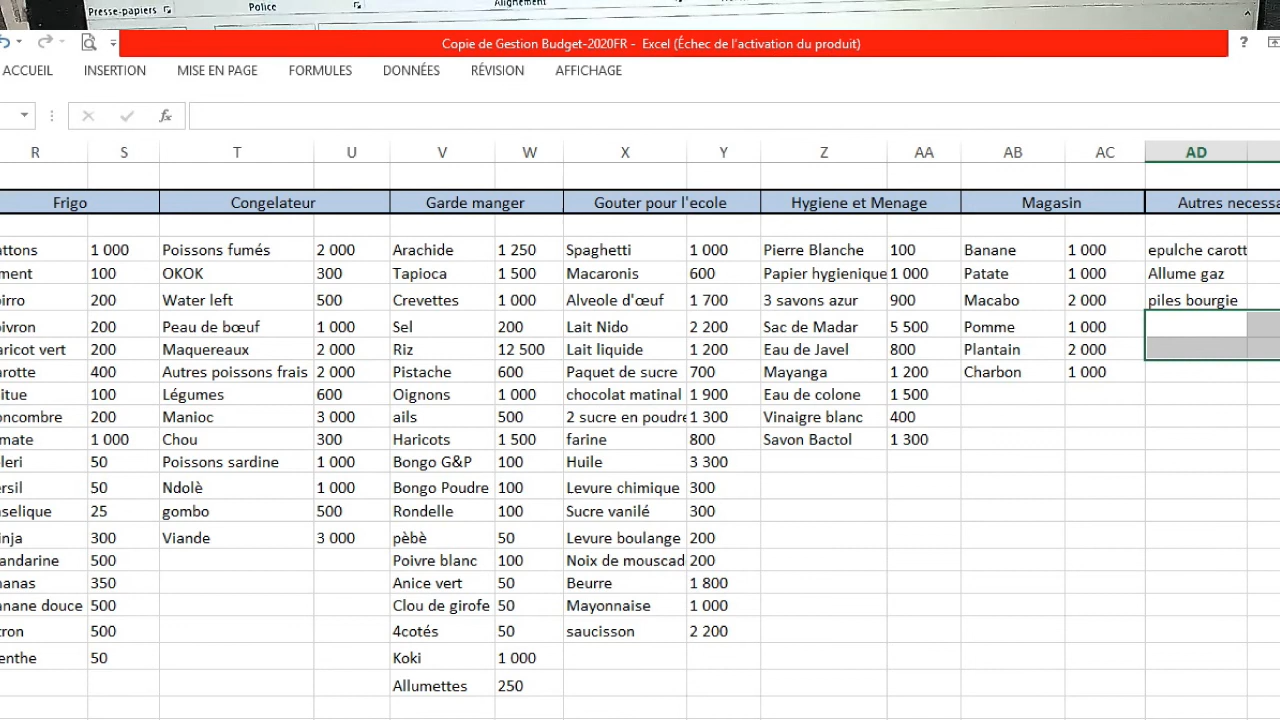 Presse-papiers Police Alignement
Copie de Gestion Budget-2020FR - Excel (Échec de l'activation du produit) ?
ACCUEIL INSERTION MISE EN PAGE FORMULES DONNÉES RÉVISION AFFICHAGE
fx
R S T U V W X Y Z AA AB AC AD
Frigo Congelateur Garde manger Gouter pour l'ecole Hygiene et Menage Magasin Autres necessa
attons 1 000 Poissons fumés 2 000 Arachide 1 250 Spaghetti 1 000 Pierre Blanche 100 Banane 1 000 epulche carott
ment 100 OKOK 300 Tapioca 1 500 Macaronis 600 Papier hygienique 1 000 Patate 1 000 Allume gaz
oirro 200 Water left 500 Crevettes 1 000 Alveole d'œuf 1 700 3 savons azur 900 Macabo 2 000 piles bourgie
oivron 200 Peau de bœuf 1 000 Sel 200 Lait Nido 2 200 Sac de Madar 5 500 Pomme 1 000
aricot vert 200 Maquereaux 2 000 Riz 12 500 Lait liquide 1 200 Eau de Javel 800 Plantain 2 000
arotte 400 Autres poissons frais 2 000 Pistache 600 Paquet de sucre 700 Mayanga 1 200 Charbon 1 000
itue 100 Légumes 600 Oignons 1 000 chocolat matinal 1 900 Eau de colone 1 500
oncombre 200 Manioc 3 000 ails 500 2 sucre en poudre 1 300 Vinaigre blanc 400
mate 1 000 Chou 300 Haricots 1 500 farine 800 Savon Bactol 1 300
leri 50 Poissons sardine 1 000 Bongo G&P 100 Huile 3 300
ersil 50 Ndolè 1 000 Bongo Poudre 100 Levure chimique 300
aselique 25 gombo 500 Rondelle 100 Sucre vanilé 300
inja 300 Viande 3 000 pèbè 50 Levure boulange 200
andarine 500 Poivre blanc 100 Noix de mouscad 200
nanas 350 Anice vert 50 Beurre 1 800
anane douce 500 Clou de girofe 50 Mayonnaise 1 000
tron 500 4cotés 50 saucisson 2 200
enthe 50 Koki 1 000
Allumettes 250